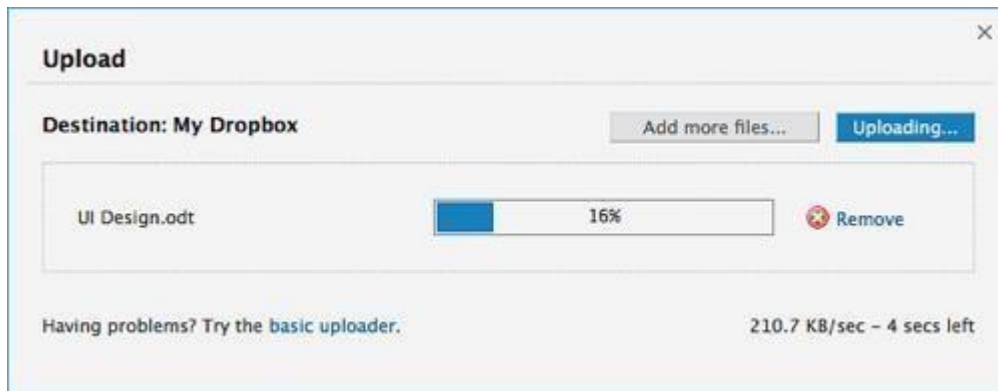 Upload
Destination: My Dropbox
Add more files...
Uploading...
UI Design.odt
16%
Remove
Having problems? Try the basic uploader.
210.7 KB/sec – 4 secs left